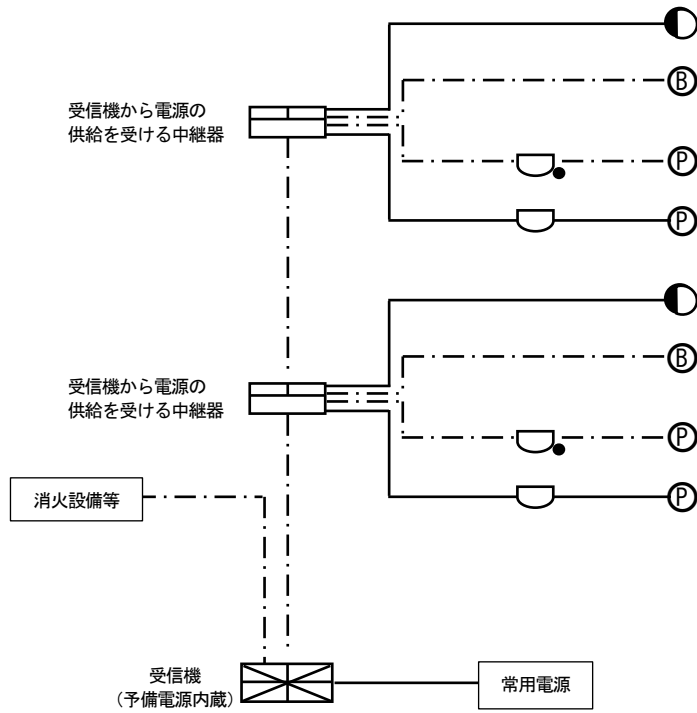 B
受信機から電源の
供給を受ける中継器
P
P
B
受信機から電源の
供給を受ける中継器
P
消火設備等
P
受信機
(予備電源内蔵)
常用電源